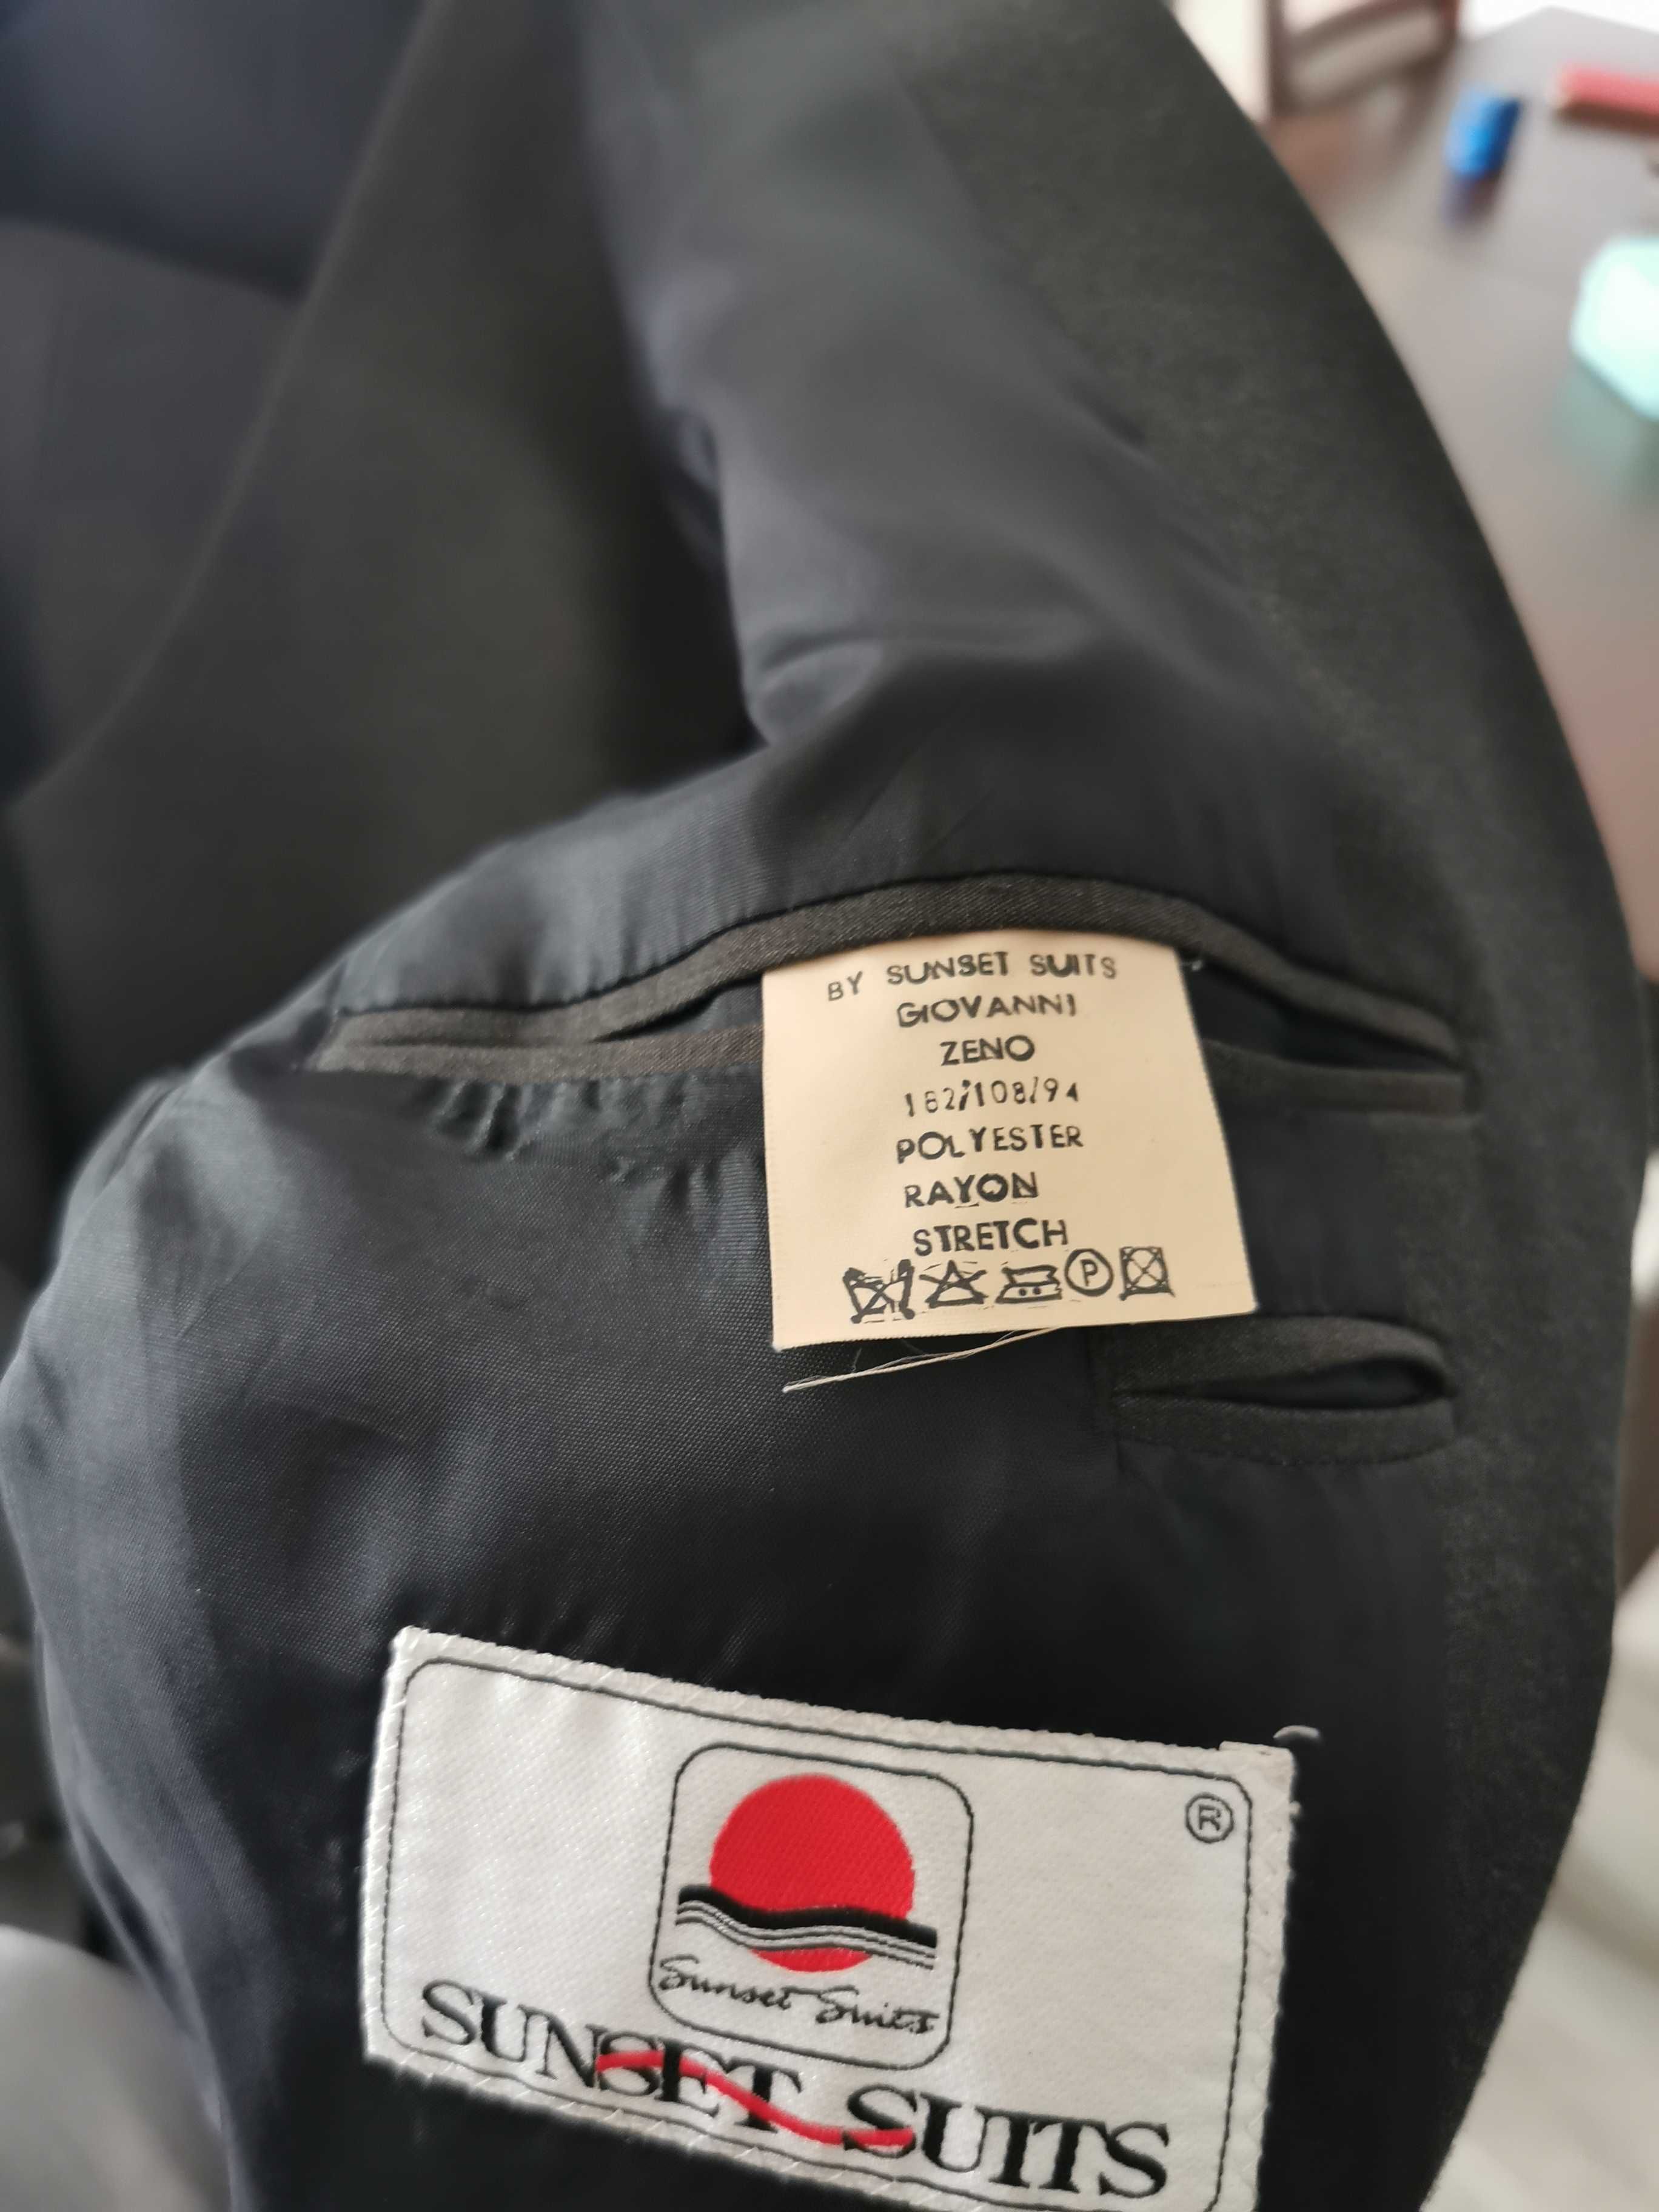 BY SUNSET SUITS
GIOVANNI
ZENO
182/108/94
POLYESTER
RAYON
STRETCH
P
®
Sunset Suits
SUNSET SUITS